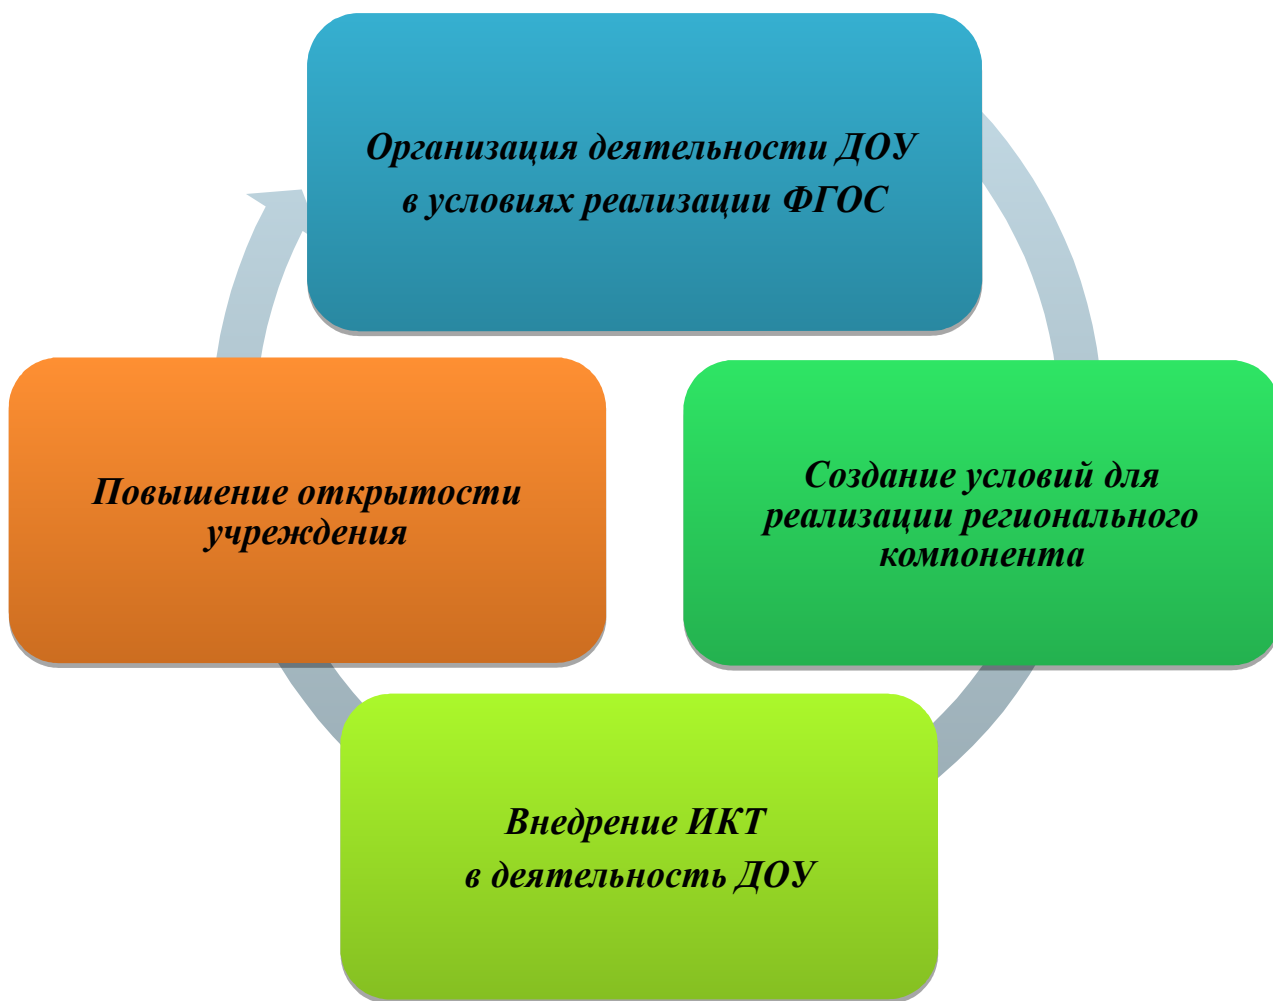 Организация деятельности ДОУ
в условиях реализации ФГОС
Создание условий для
реализации регионального
компонента
Внедрение ИКТ
в деятельность ДОУ
Повышение открытости
учреждения